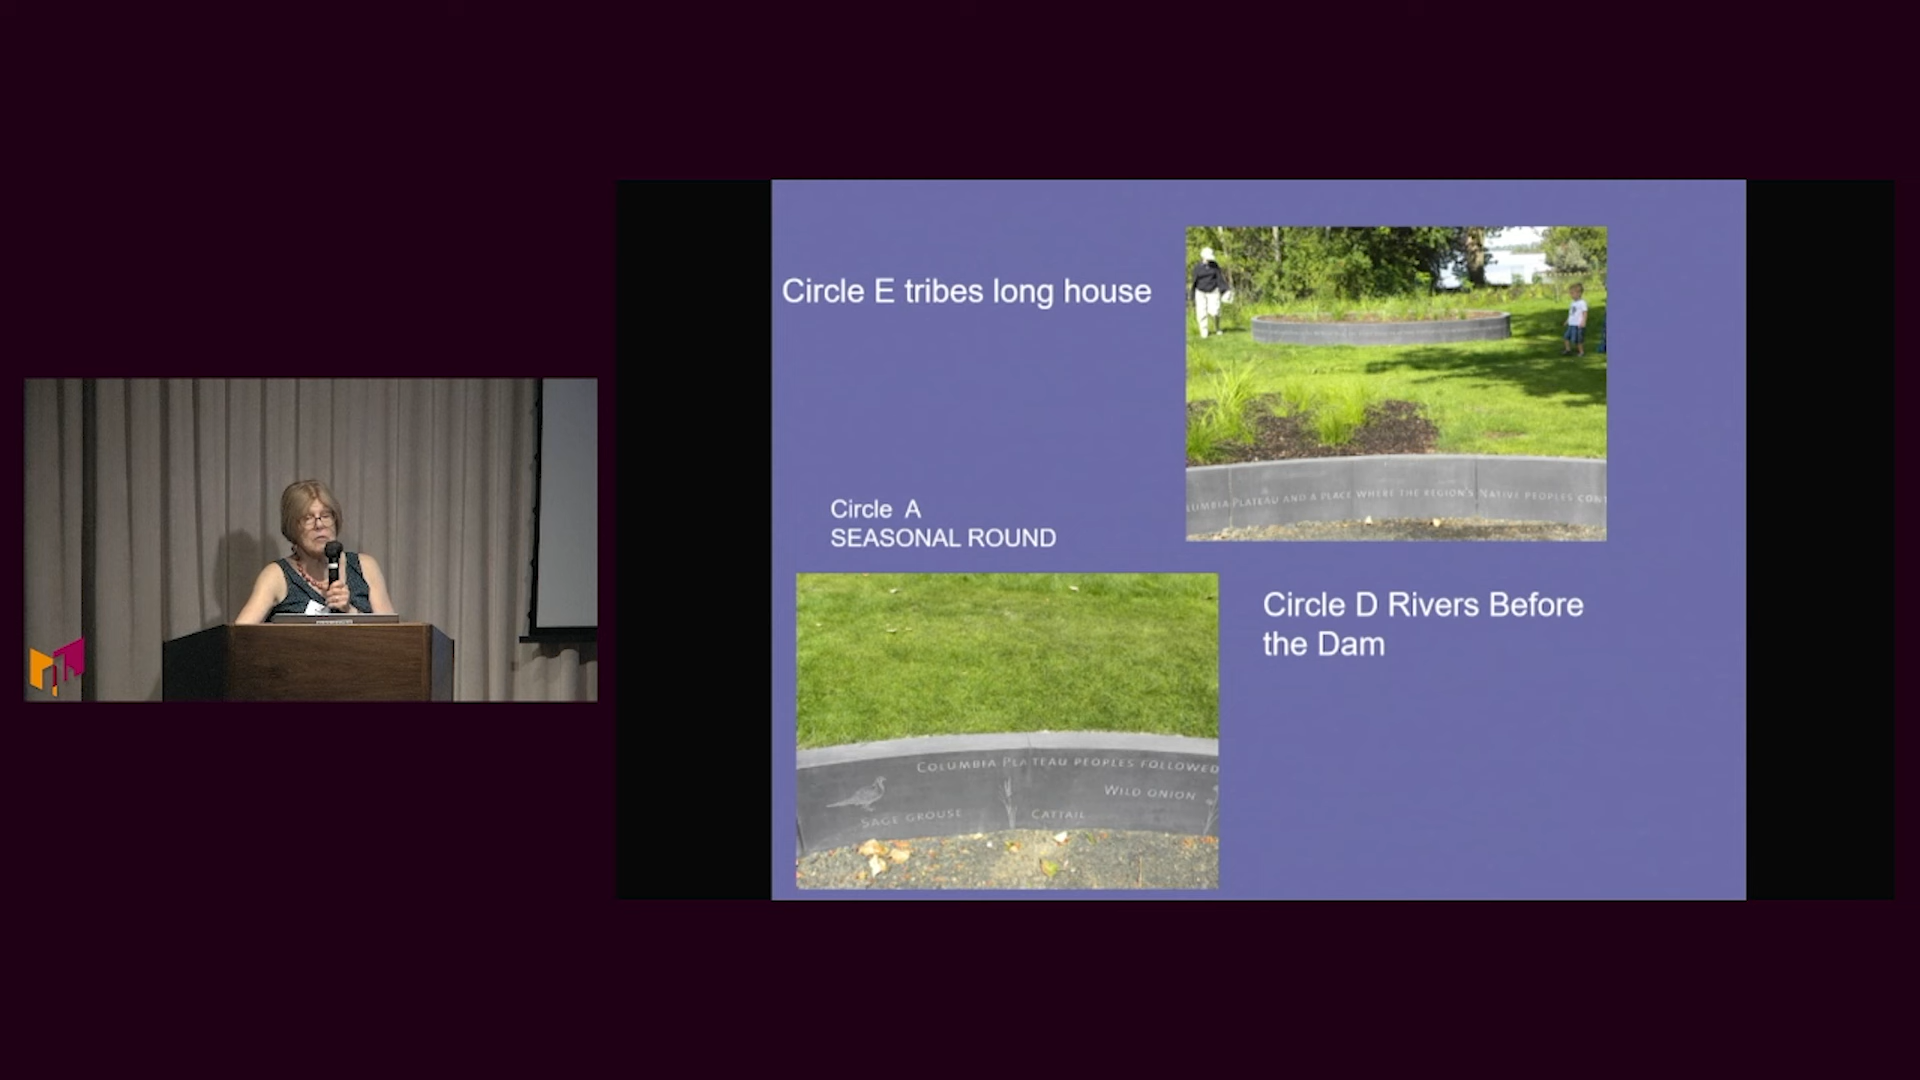 Circle E tribes long house
COLUMBIA PLATEAU AND A PLACE WHERE THE REGION'S NATIVE PEOPLES
Circle A
SEASONAL ROUND
Circle D Rivers Before
the Dam
COLUMBIA PLATEAU PEOPLES FOLLOWED
WILD ONION
SAGE GROUSE
CATTAIL